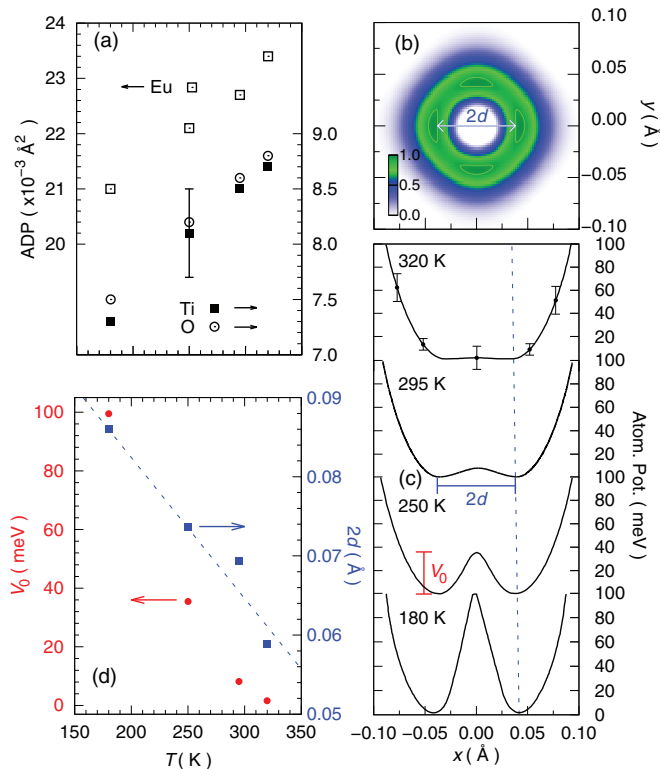 (a)
Eu
23
22
21
20
ADP ( x10⁻³ Å²)
9.0
8.5
8.0
7.5
7.0
Ti
O
(b)
2d
1.0
0.5
0.0
0.10
0.05
0.00
−0.05
−0.10
y ( Å)
320 K
295 K
250 K
180 K
(c)
2d
V₀
100
80
60
40
20
100
80
60
40
20
100
80
60
40
20
100
80
60
40
20
0
Atom. Pot. (meV)
−0.10
−0.05
0.00
0.05
0.10
x ( Å)
(d)
100
80
60
40
20
0
V₀ ( meV)
0.09
0.08
0.07
0.06
0.05
2d ( Å)
150
200
250
300
350
T( K)